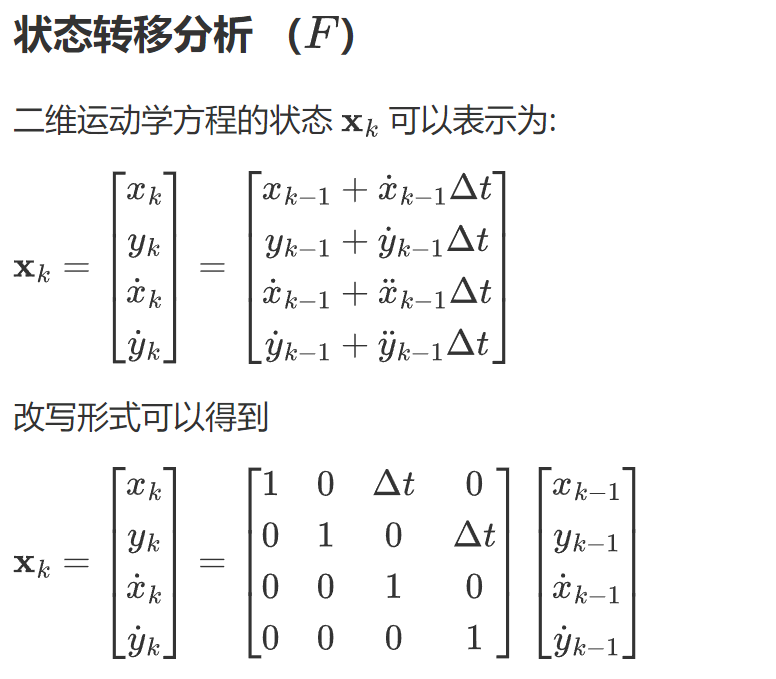 状态转移分析 (F)
二维运动学方程的状态 𝐱ₖ 可以表示为:
$\mathbf{x}_k = \begin{bmatrix} x_k \\ y_k \\ \dot{x}_k \\ \dot{y}_k \end{bmatrix} = \begin{bmatrix} x_{k-1} + \dot{x}_{k-1}\Delta t \\ y_{k-1} + \dot{y}_{k-1}\Delta t \\ \dot{x}_{k-1} + \ddot{x}_{k-1}\Delta t \\ \dot{y}_{k-1} + \ddot{y}_{k-1}\Delta t \end{bmatrix}$
改写形式可以得到
$\mathbf{x}_k = \begin{bmatrix} x_k \\ y_k \\ \dot{x}_k \\ \dot{y}_k \end{bmatrix} = \begin{bmatrix} 1 & 0 & \Delta t & 0 \\ 0 & 1 & 0 & \Delta t \\ 0 & 0 & 1 & 0 \\ 0 & 0 & 0 & 1 \end{bmatrix} \begin{bmatrix} x_{k-1} \\ y_{k-1} \\ \dot{x}_{k-1} \\ \dot{y}_{k-1} \end{bmatrix}$